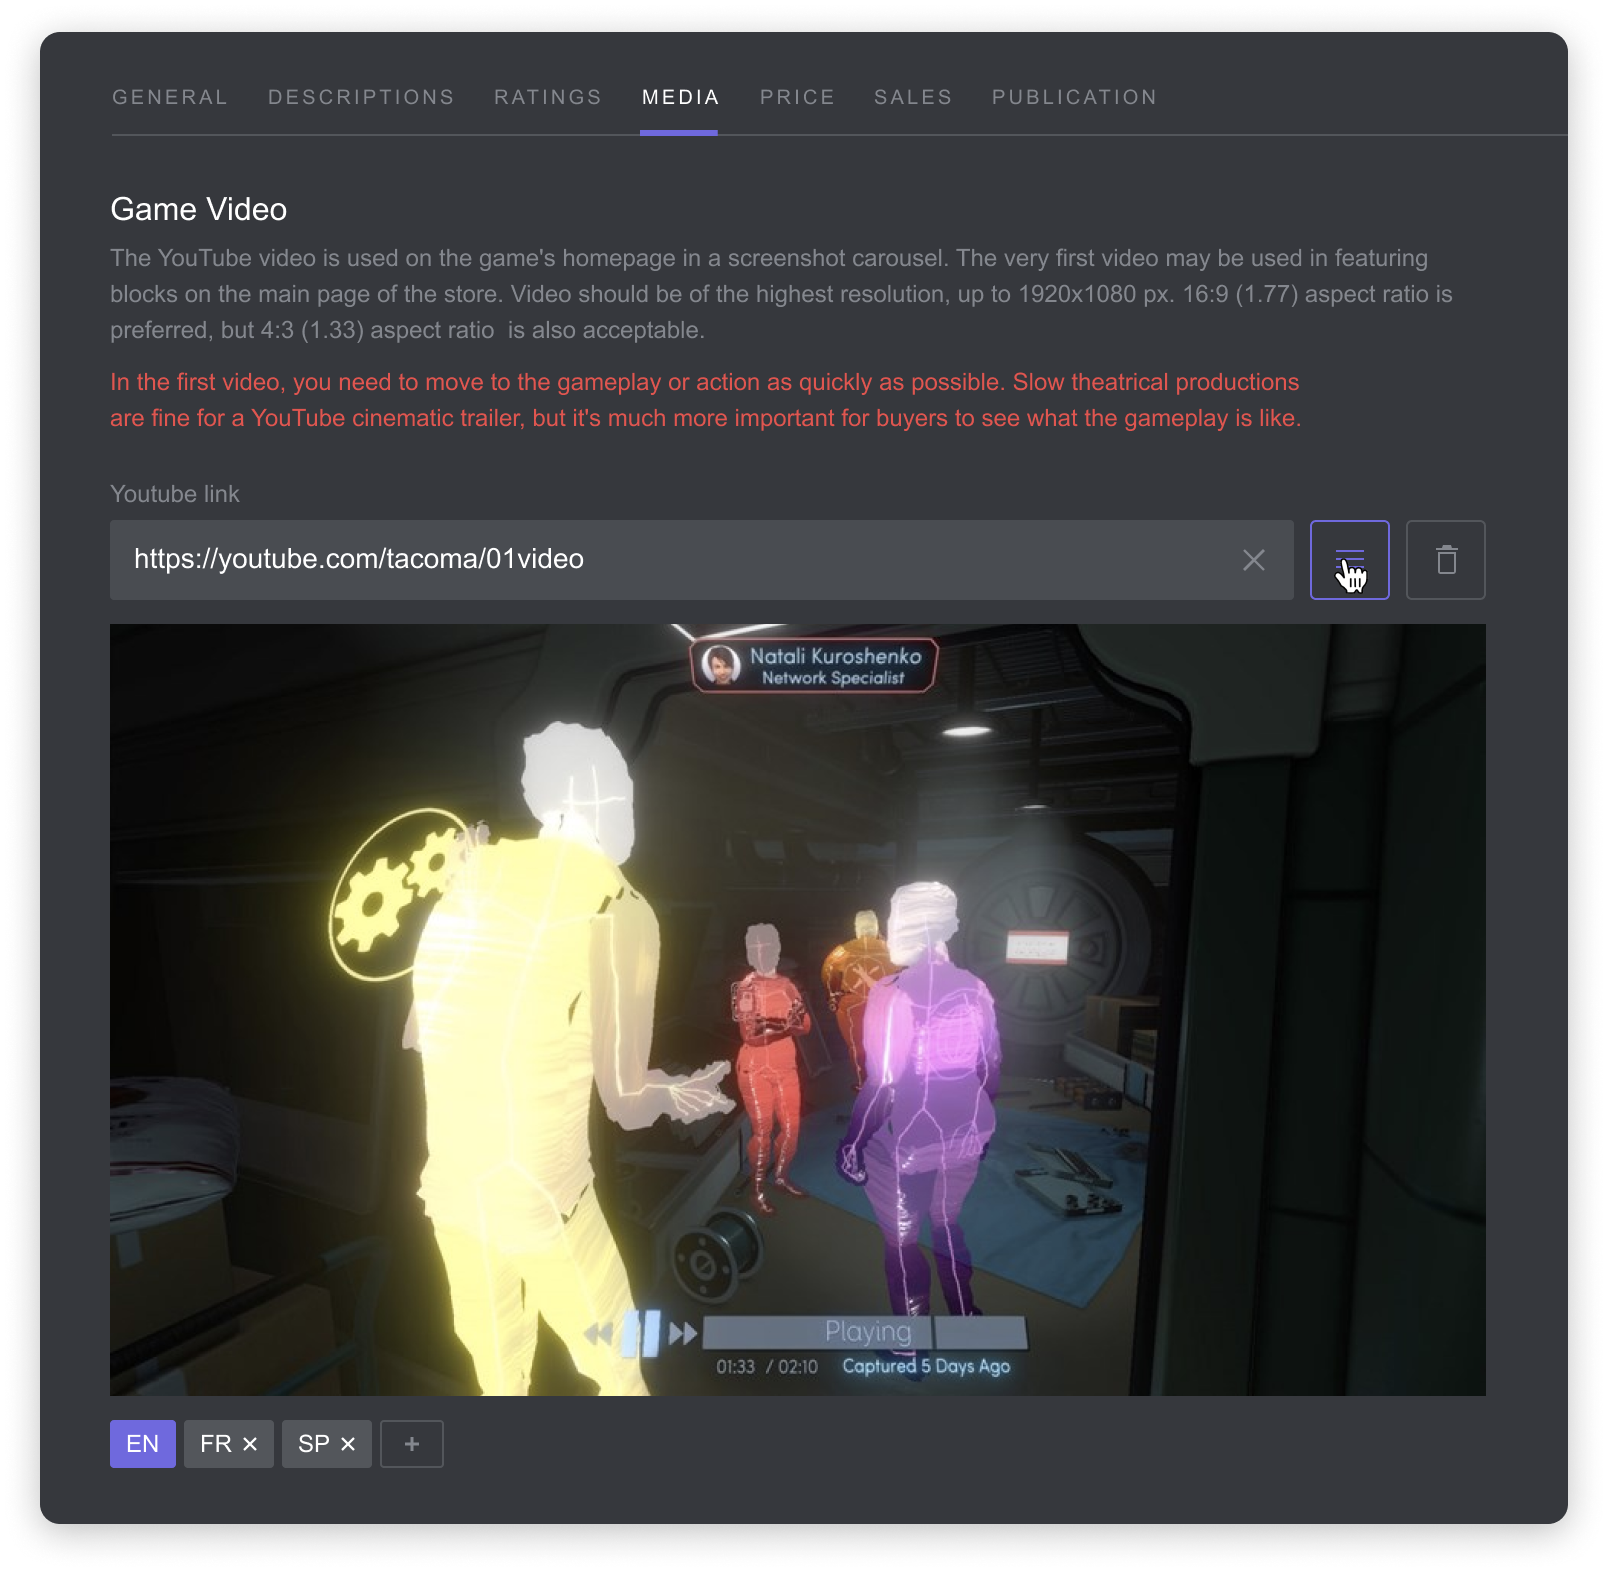 GENERAL DESCRIPTIONS RATINGS MEDIA PRICE SALES PUBLICATION
Game Video
The YouTube video is used on the game's homepage in a screenshot carousel. The very first video may be used in featuring
blocks on the main page of the store. Video should be of the highest resolution, up to 1920x1080 px. 16:9 (1.77) aspect ratio is
preferred, but 4:3 (1.33) aspect ratio  is also acceptable.
In the first video, you need to move to the gameplay or action as quickly as possible. Slow theatrical productions
are fine for a YouTube cinematic trailer, but it's much more important for buyers to see what the gameplay is like.
Youtube link
https://youtube.com/tacoma/01video
Natali Kuroshenko
Network Specialist
Playing
01:33 / 02:10 Captured 5 Days Ago
EN FR × SP × +